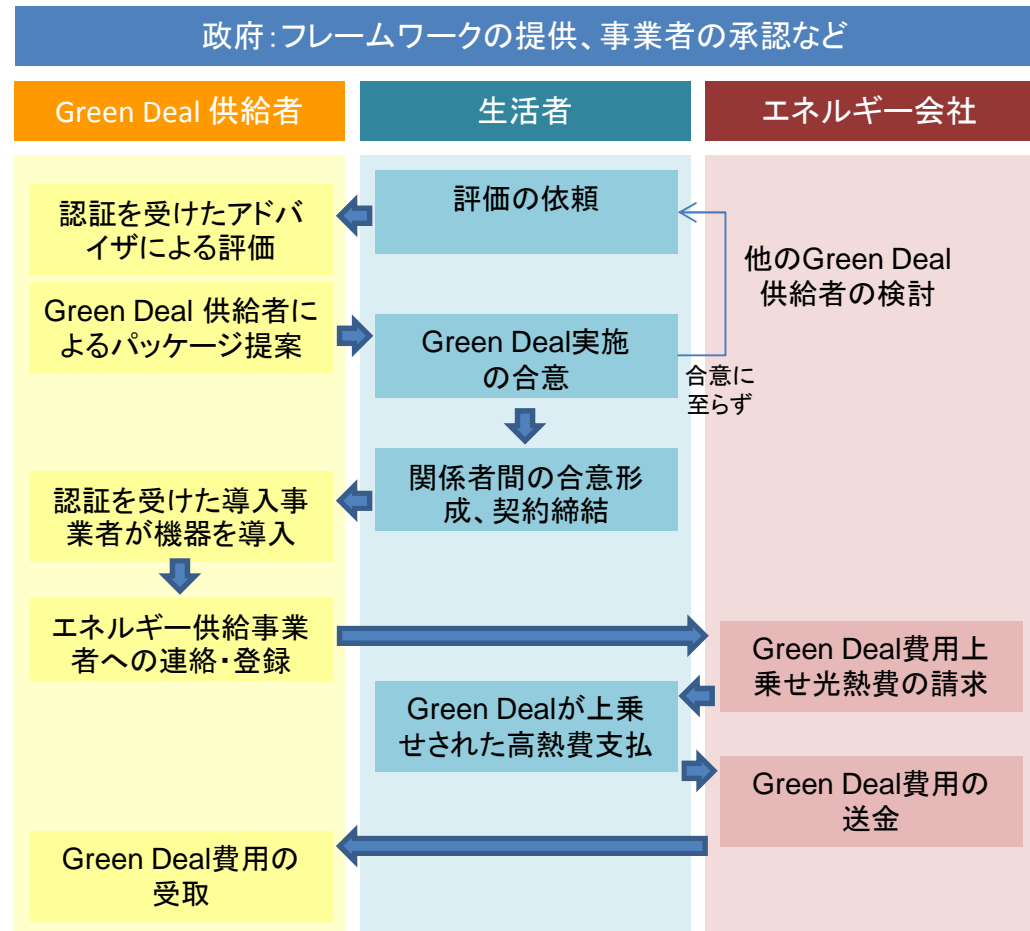 政府：フレームワークの提供、事業者の承認など
Green Deal 供給者
生活者
エネルギー会社
評価の依頼
認証を受けたアドバ
イザによる評価
他のGreen Deal
供給者の検討
Green Deal 供給者に
よるパッケージ提案
Green Deal実施
の合意
合意に
至らず
関係者間の合意形
成、契約締結
認証を受けた導入事
業者が機器を導入
エネルギー供給事業
者への連絡・登録
Green Deal費用上
乗せ光熱費の請求
Green Dealが上乗
せされた高熱費支払
Green Deal費用の
送金
Green Deal費用の
受取